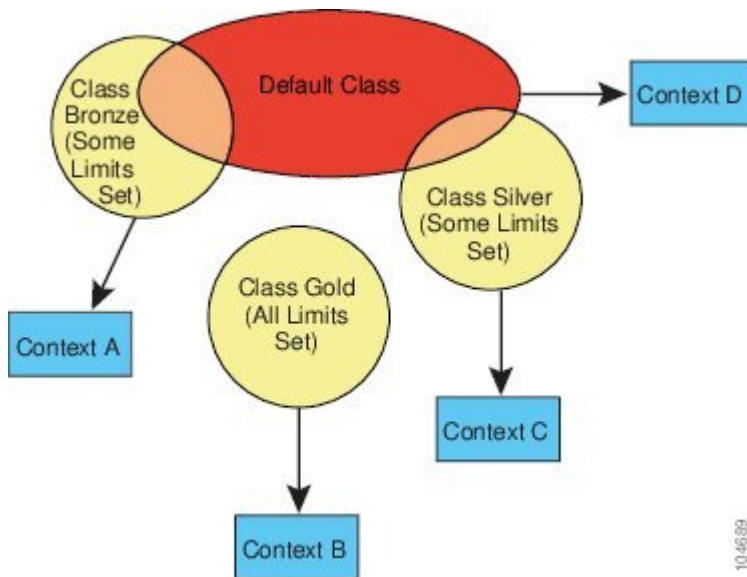 Default Class
Class
Bronze
(Some
Limits
Set)
Context D
Class Silver
(Some Limits
Set)
Class Gold
(All Limits
Set)
Context A
Context C
Context B
104689